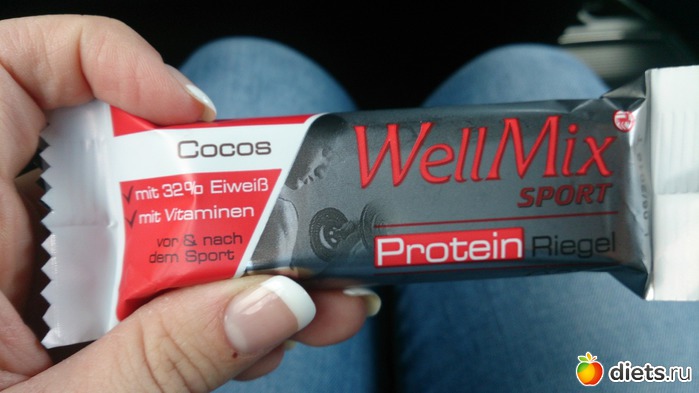 Cocos
mit 32% Eiweiß
mit Vitaminen
vor & nach
dem Sport
WellMix
SPORT
Protein Riegel
diets.ru